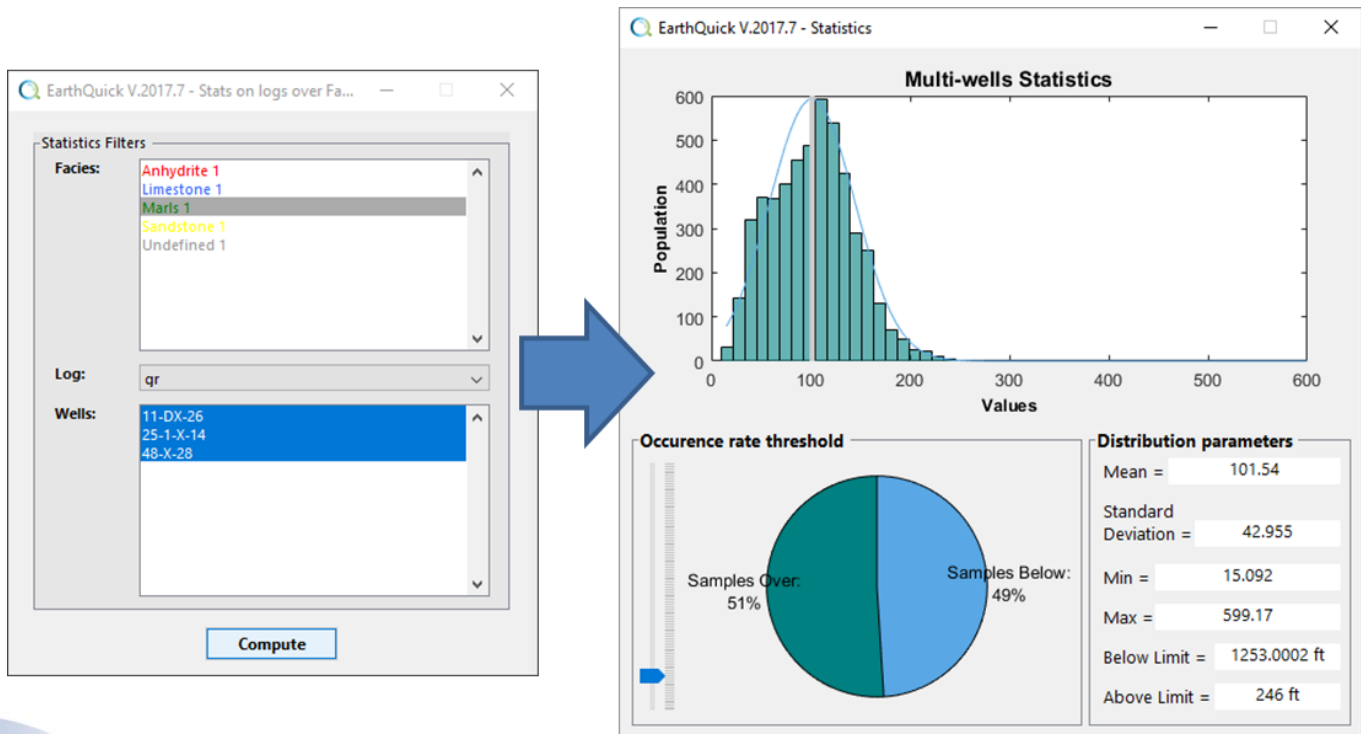 EarthQuick V.2017.7 - Stats on logs over Fa...
Statistics Filters
Facies:
Anhydrite 1
Limestone 1
Marls 1
Sandstone 1
Undefined 1
Log:
gr
Wells:
11-DX-26
25-1-X-14
48-X-28
Compute
EarthQuick V.2017.7 - Statistics
Multi-wells Statistics
600
500
400
300
200
100
0
Population
0 100 200 300 400 500 600
Values
Occurence rate threshold
Samples Over:
51%
Samples Below:
49%
Distribution parameters
Mean = 101.54
Standard
Deviation = 42.955
Min = 15.092
Max = 599.17
Below Limit = 1253.0002 ft
Above Limit = 246 ft